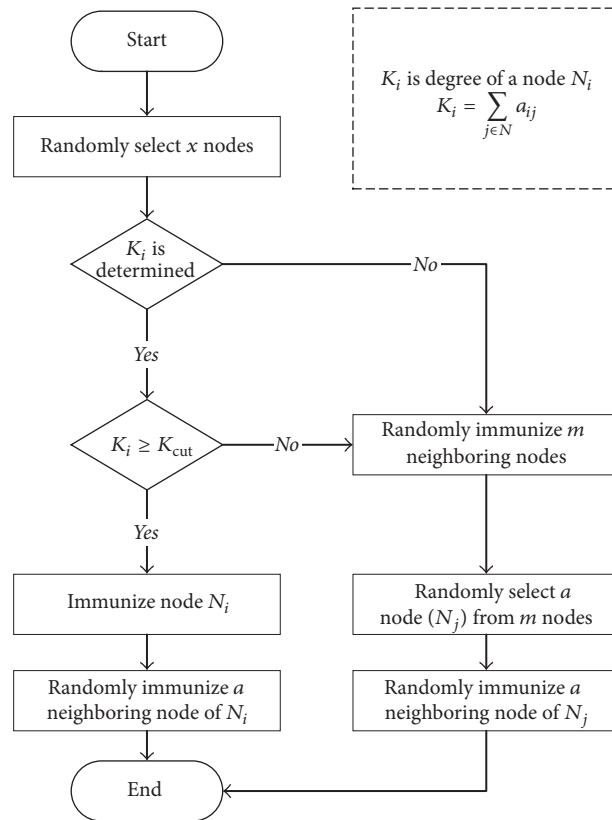 Start
K_i is degree of a node N_i
K_i = ∑ a_ij
j∈N
Randomly select x nodes
K_i is
determined
No
Yes
K_i ≥ K_cut
No
Randomly immunize m
neighboring nodes
Yes
Immunize node N_i
Randomly select a
node (N_j) from m nodes
Randomly immunize a
neighboring node of N_i
Randomly immunize a
neighboring node of N_j
End